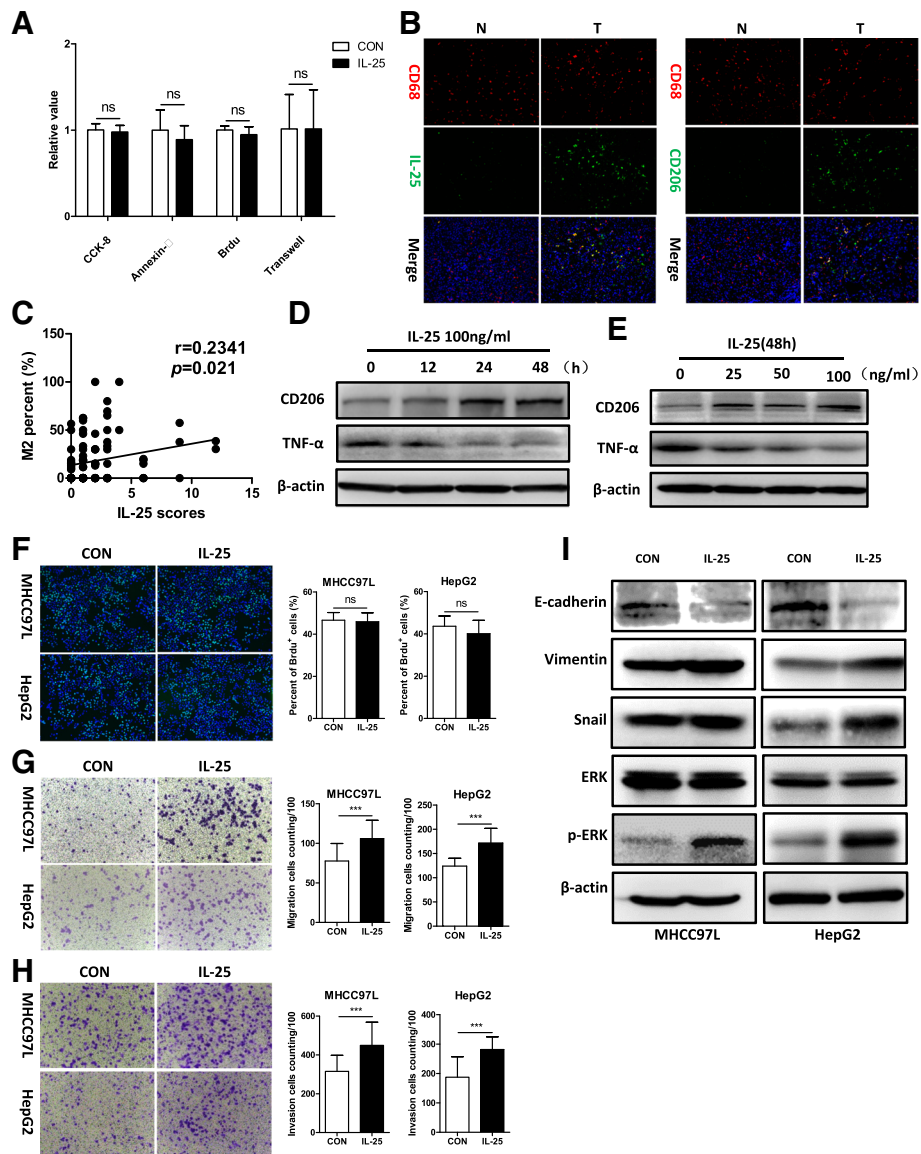 A
2
1
0
Relative value
CON
IL-25
ns
ns
ns
ns
CCK-8
Annexin-□
Brdu
Transwell
B
N
T
N
T
CD68
IL-25
Merge
CD68
CD206
Merge
C
150
100
50
0
M2 percent (%)
r=0.2341
p=0.021
0
5
10
15
IL-25 scores
D
IL-25 100ng/ml
0 12 24 48 (h)
CD206
TNF-α
β-actin
E
IL-25(48h)
0 25 50 100 (ng/ml)
CD206
TNF-α
β-actin
F
CON
IL-25
MHCC97L
HepG2
MHCC97L
Percent of Brdu+ cells (%)
60
40
20
0
ns
CON IL-25
HepG2
Percent of Brdu+ cells (%)
60
40
20
0
ns
CON IL-25
G
CON
IL-25
MHCC97L
HepG2
MHCC97L
Migration cells counting/100
150
100
50
0
***
CON IL-25
HepG2
Migration cells counting/100
250
200
150
100
50
0
***
CON IL-25
H
CON
IL-25
MHCC97L
HepG2
MHCC97L
Invasion cells counting/100
600
400
200
0
***
CON IL-25
HepG2
Invasion cells counting/100
400
300
200
100
0
***
CON IL-25
I
CON IL-25 CON IL-25
E-cadherin
Vimentin
Snail
ERK
p-ERK
β-actin
MHCC97L
HepG2